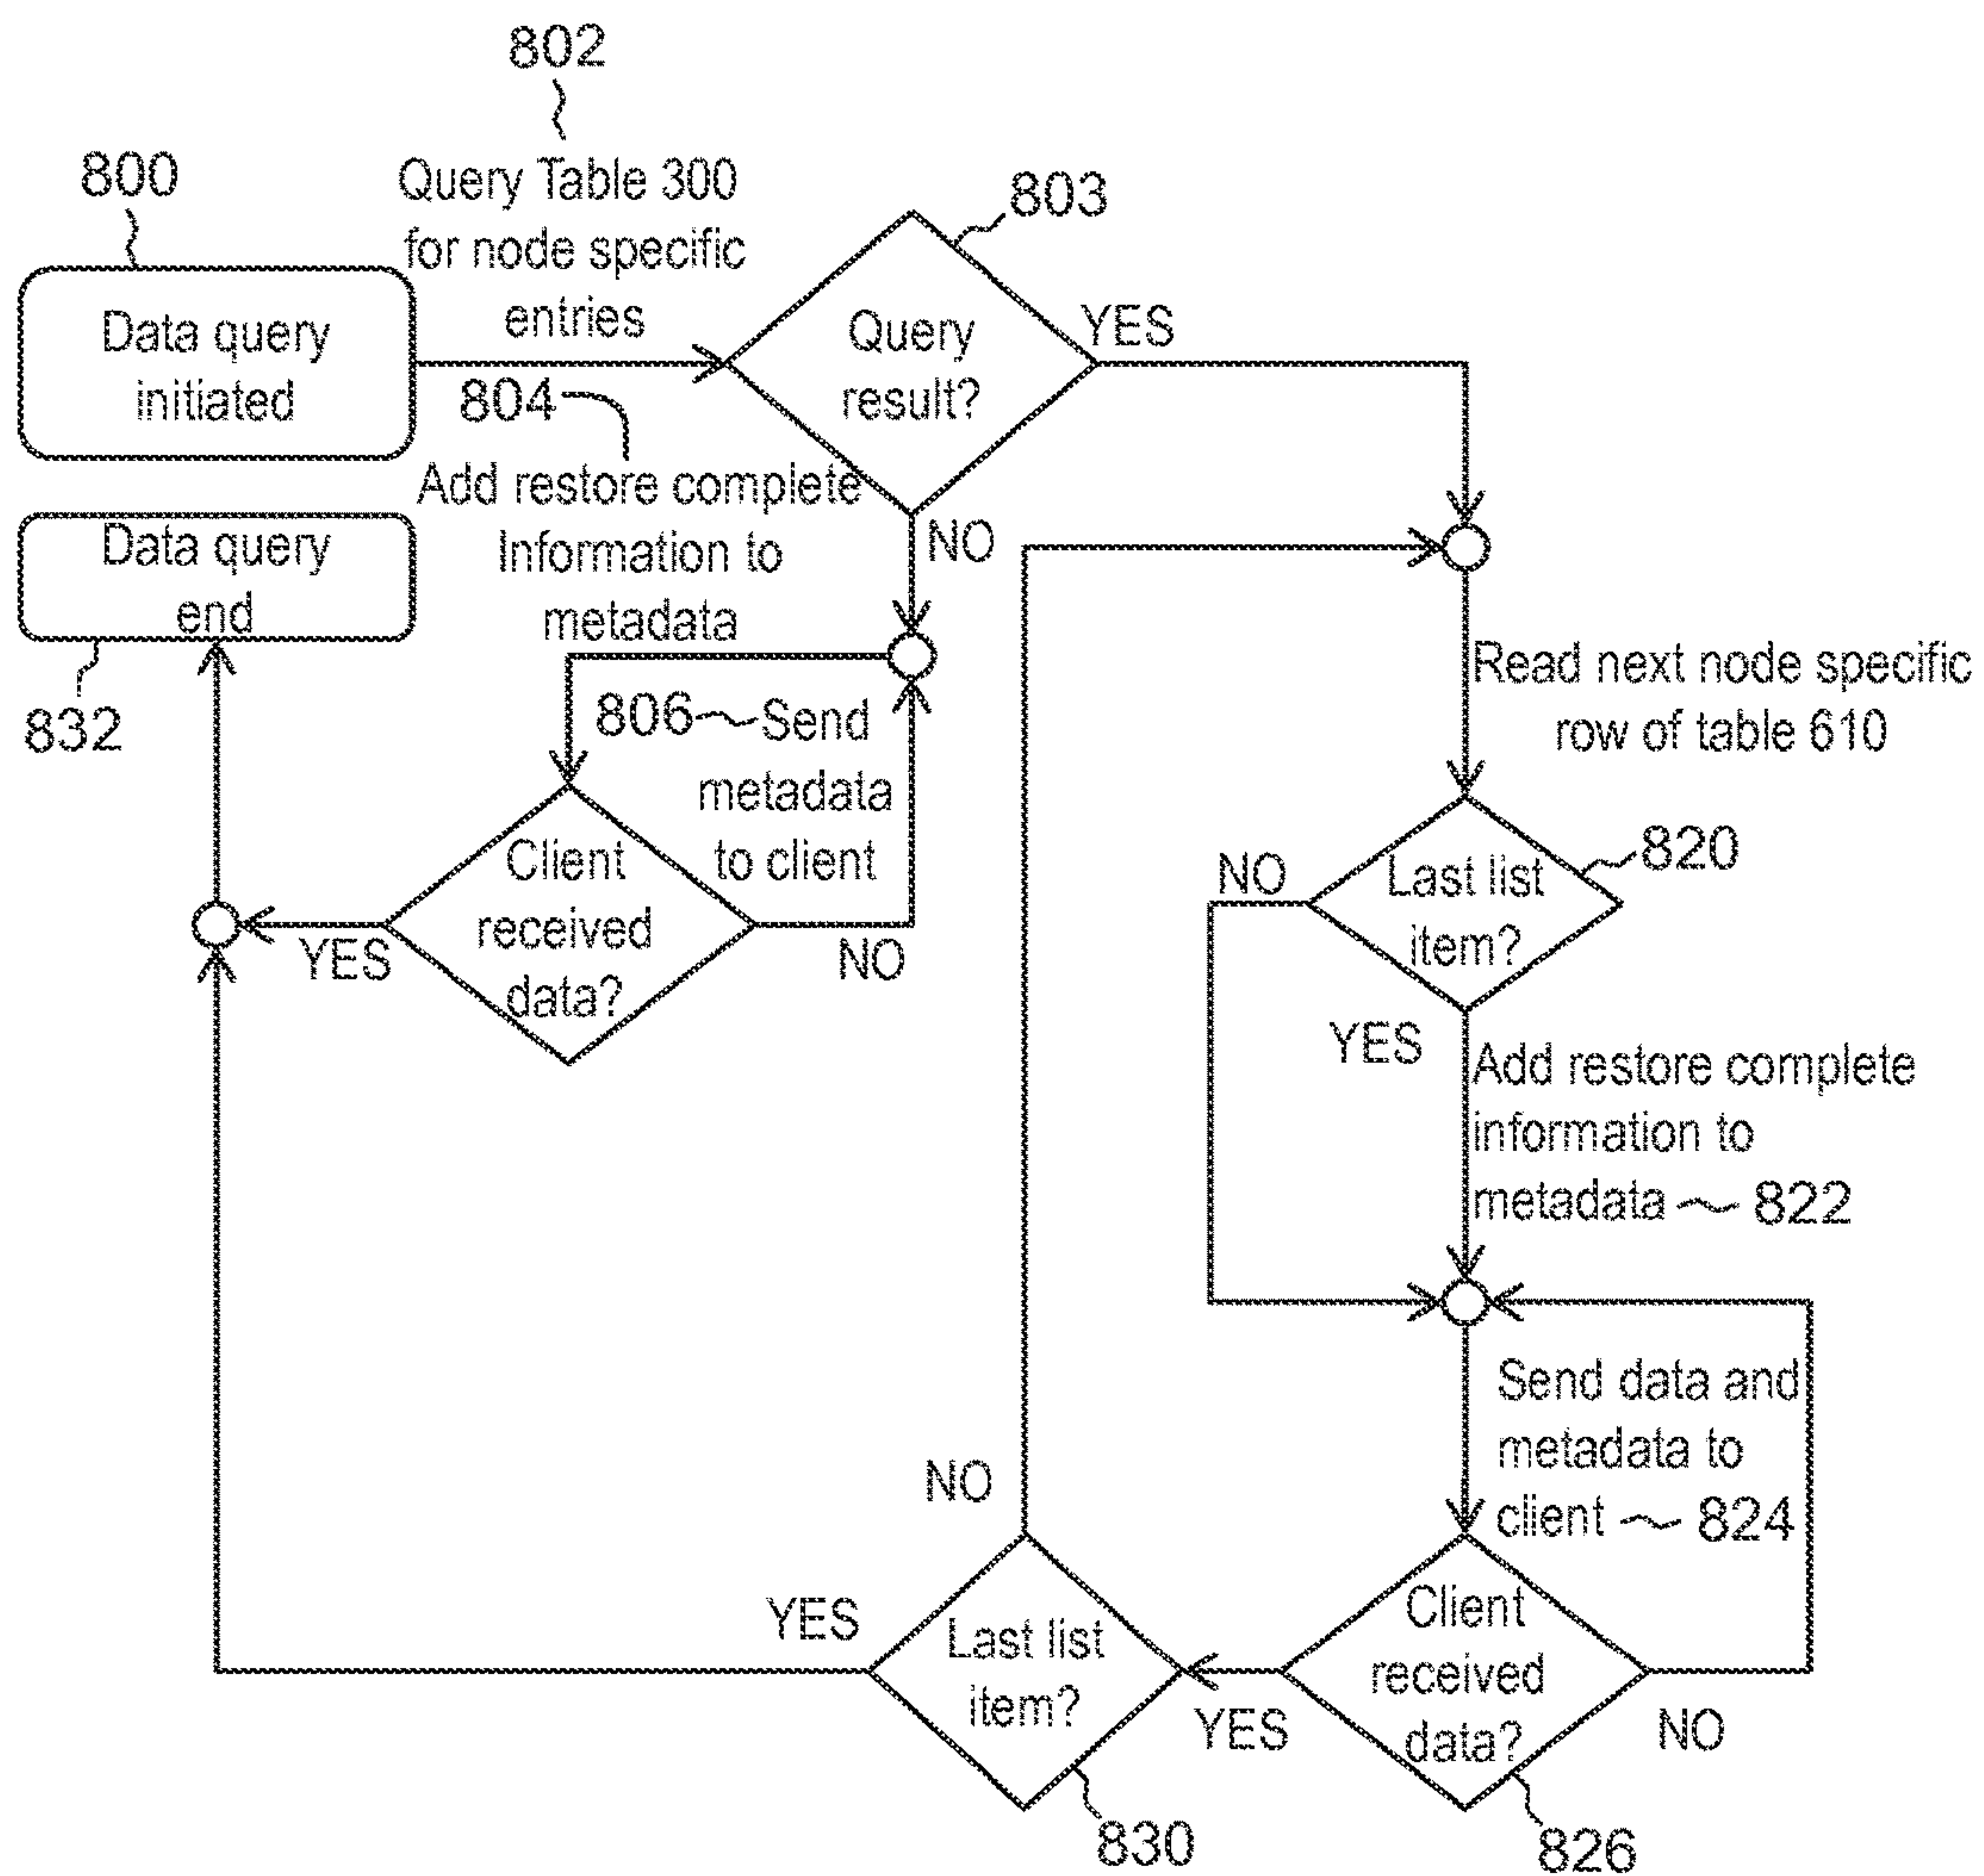 802
800
Query Table 300
for node specific
entries
803
Data query
initiated
Query
result?
YES
804
Add restore complete
Information to
metadata
NO
Data query
end
832
806
Send
metadata
to client
Client
received
data?
YES
NO
Read next node specific
row of table 610
820
Last list
item?
NO
YES
Add restore complete
information to
metadata
822
Send data and
metadata to
client
824
Client
received
data?
NO
YES
826
Last list
item?
NO
YES
830